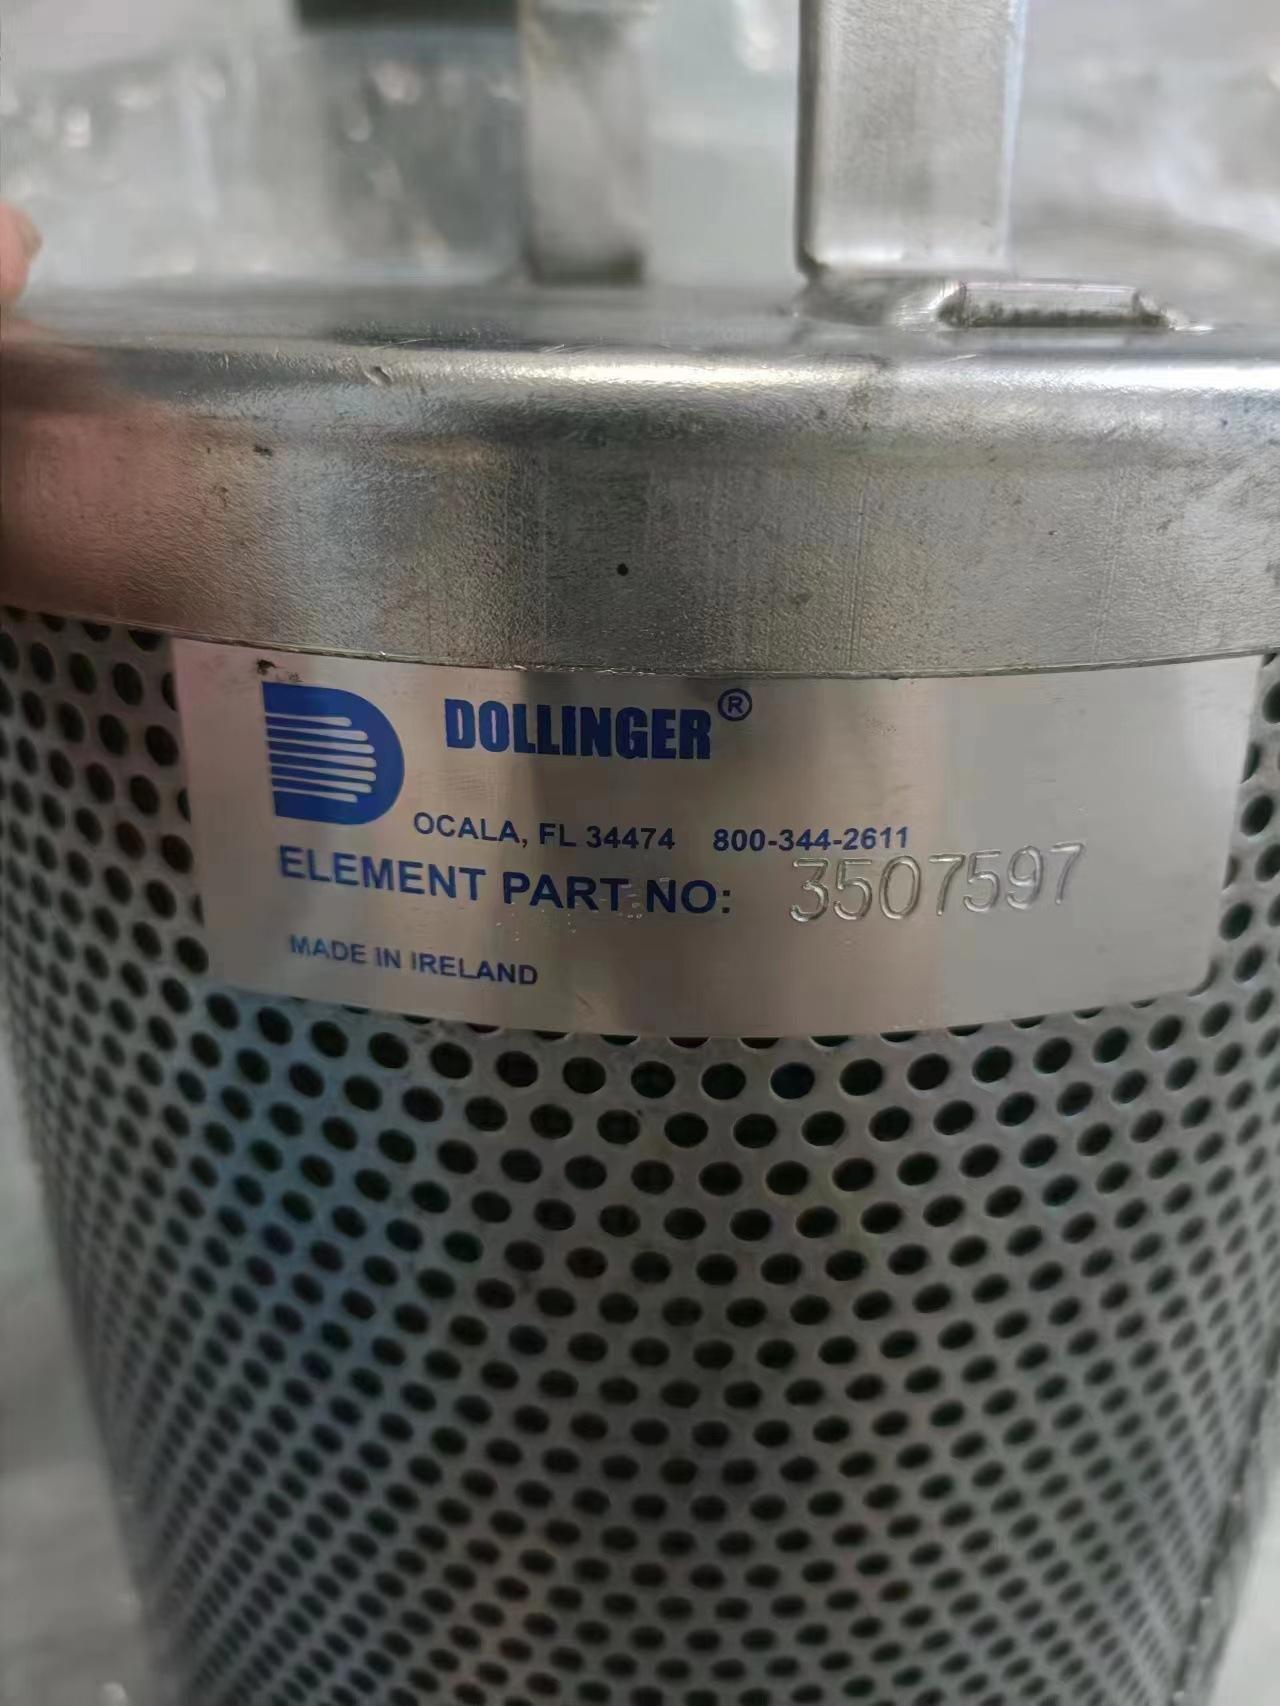 DOLLINGER®
OCALA, FL 34474 800-344-2611
ELEMENT PART NO: 3507597
MADE IN IRELAND